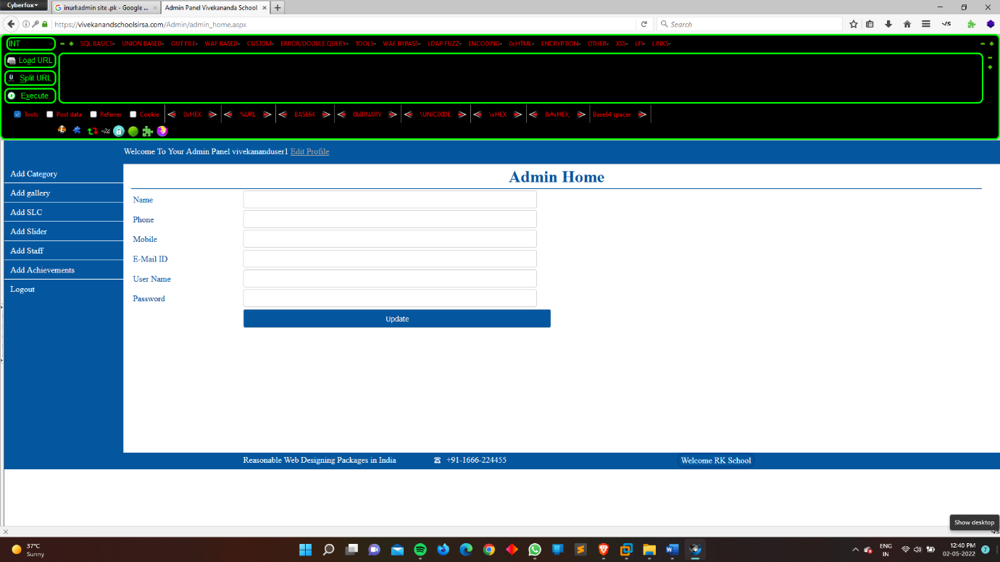 Cyberfox
inurl:admin site .pk - Google ...
Admin Panel Vivekananda School
https://vivekanandschoolsirsa.com/Admin/admin_home.aspx
Search
INT
SQL BASICS
UNION BASED
OUT FILE
WAF BASED
CUSTOM
ERROR/DOUBLE QUERY
TOOLS
WAF BYPASS
LDAP FUZZ
ENCODING
0xHTML
ENCRYPTION
OTHER
XSS
LFI
LINKS
Load URL
Split URL
Execute
Tools
Post data
Referrer
Cookie
0xHEX
%URL
BASE64
0bBINARY
\UNIC00DE
\xHEX
&#xHEX;
Base64 spacer
Welcome To Your Admin Panel vivekananduser1 Edit Profile
Add Category
Add gallery
Add SLC
Add Slider
Add Staff
Add Achievements
Logout
Admin Home
Name
Phone
Mobile
E-Mail ID
User Name
Password
Update
Reasonable Web Designing Packages in India
☎ +91-1666-224455
Welcome RK School
Show desktop
37°C
Sunny
ENG
IN
12:40 PM
02-05-2022
7